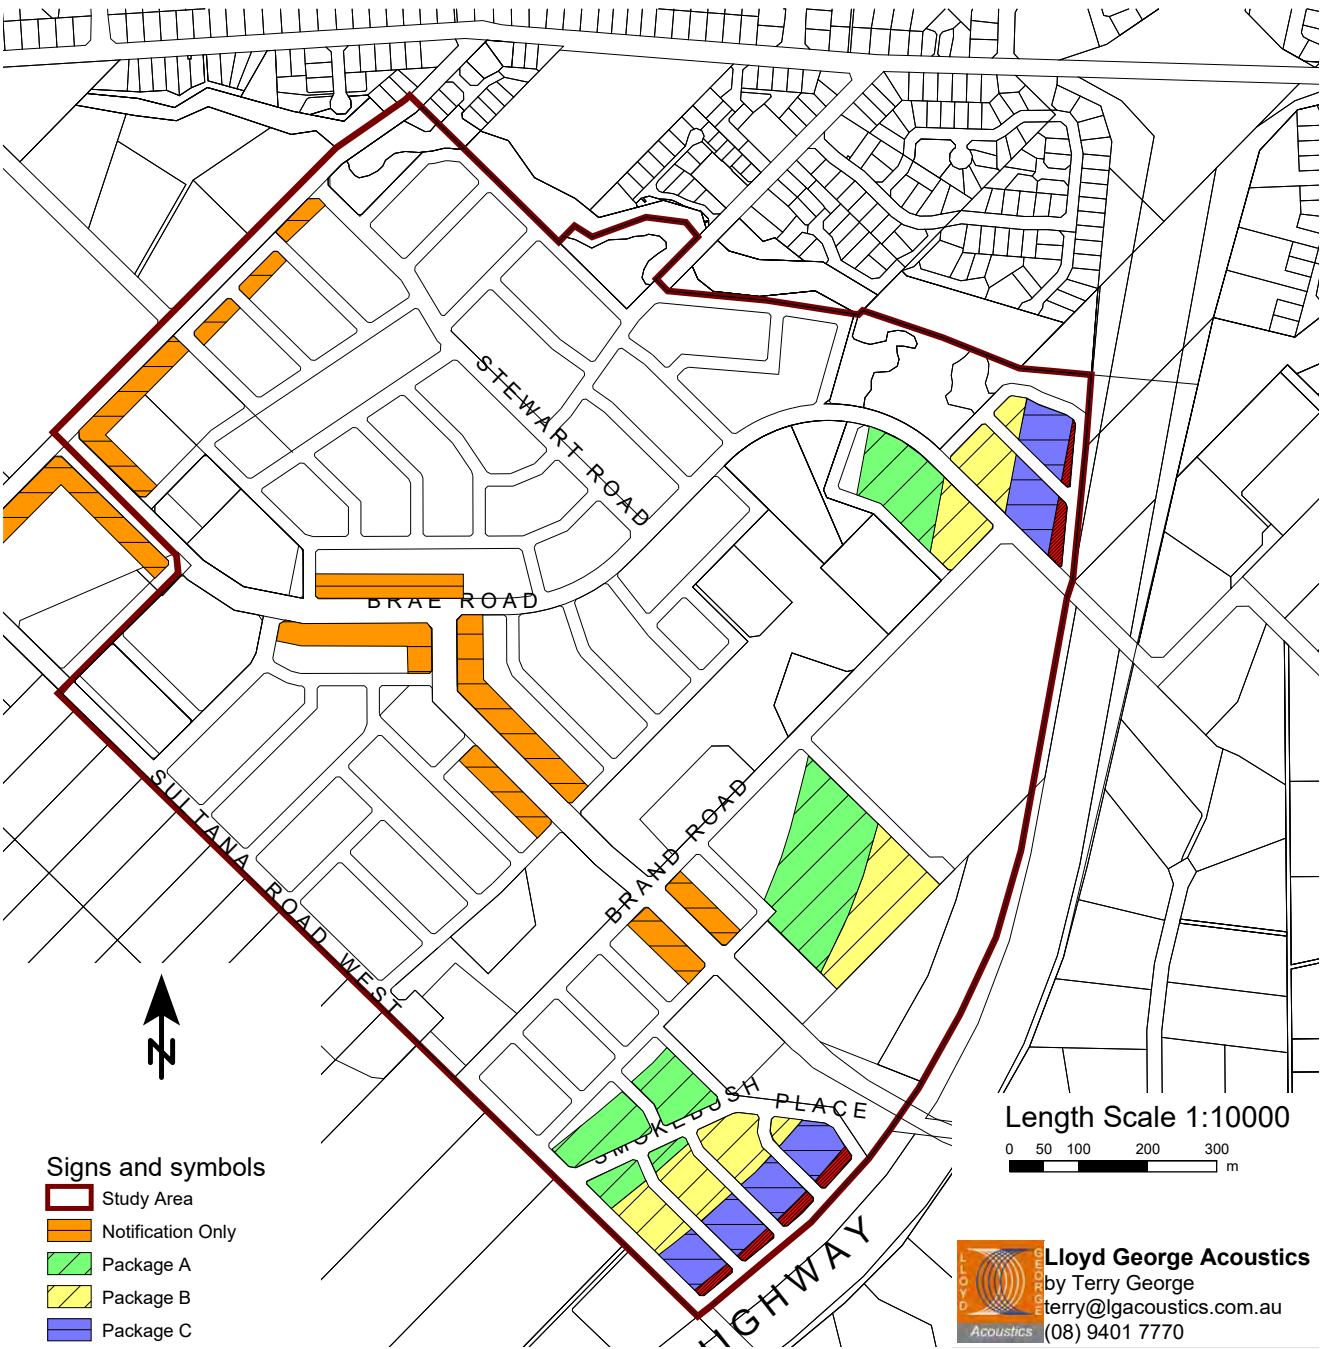 STEWART ROAD
BRAE ROAD
SULTANA ROAD WEST
BRAND ROAD
SMOKEBUSH PLACE
HIGHWAY
N
Length Scale 1:10000
0 50 100 200 300
m
Signs and symbols
Study Area
Notification Only
Package A
Package B
Package C
LLOYD
GEORGE
Acoustics
Lloyd George Acoustics
by Terry George
terry@lgacoustics.com.au
(08) 9401 7770